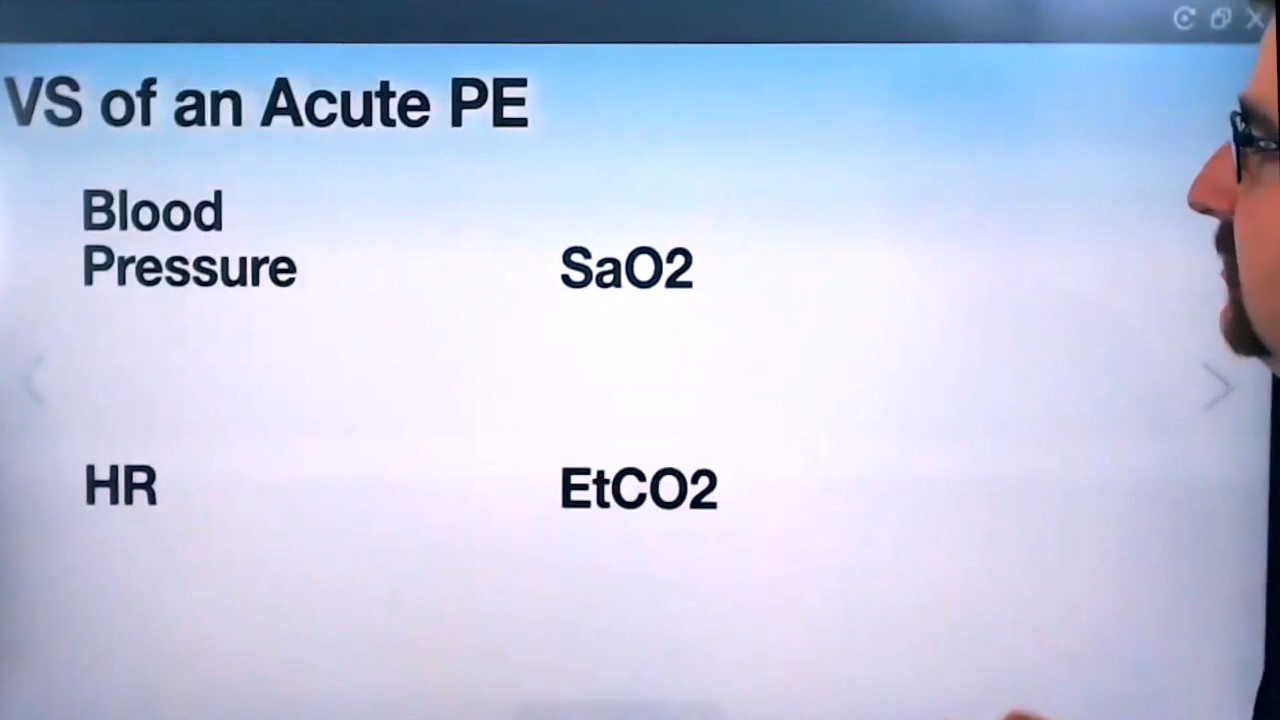 VS of an Acute PE
Blood
Pressure
SaO2
HR
EtCO2